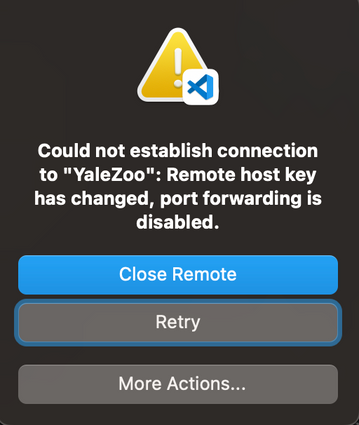 Could not establish connection
to "YaleZoo": Remote host key
has changed, port forwarding is
disabled.
Close Remote
Retry
More Actions...